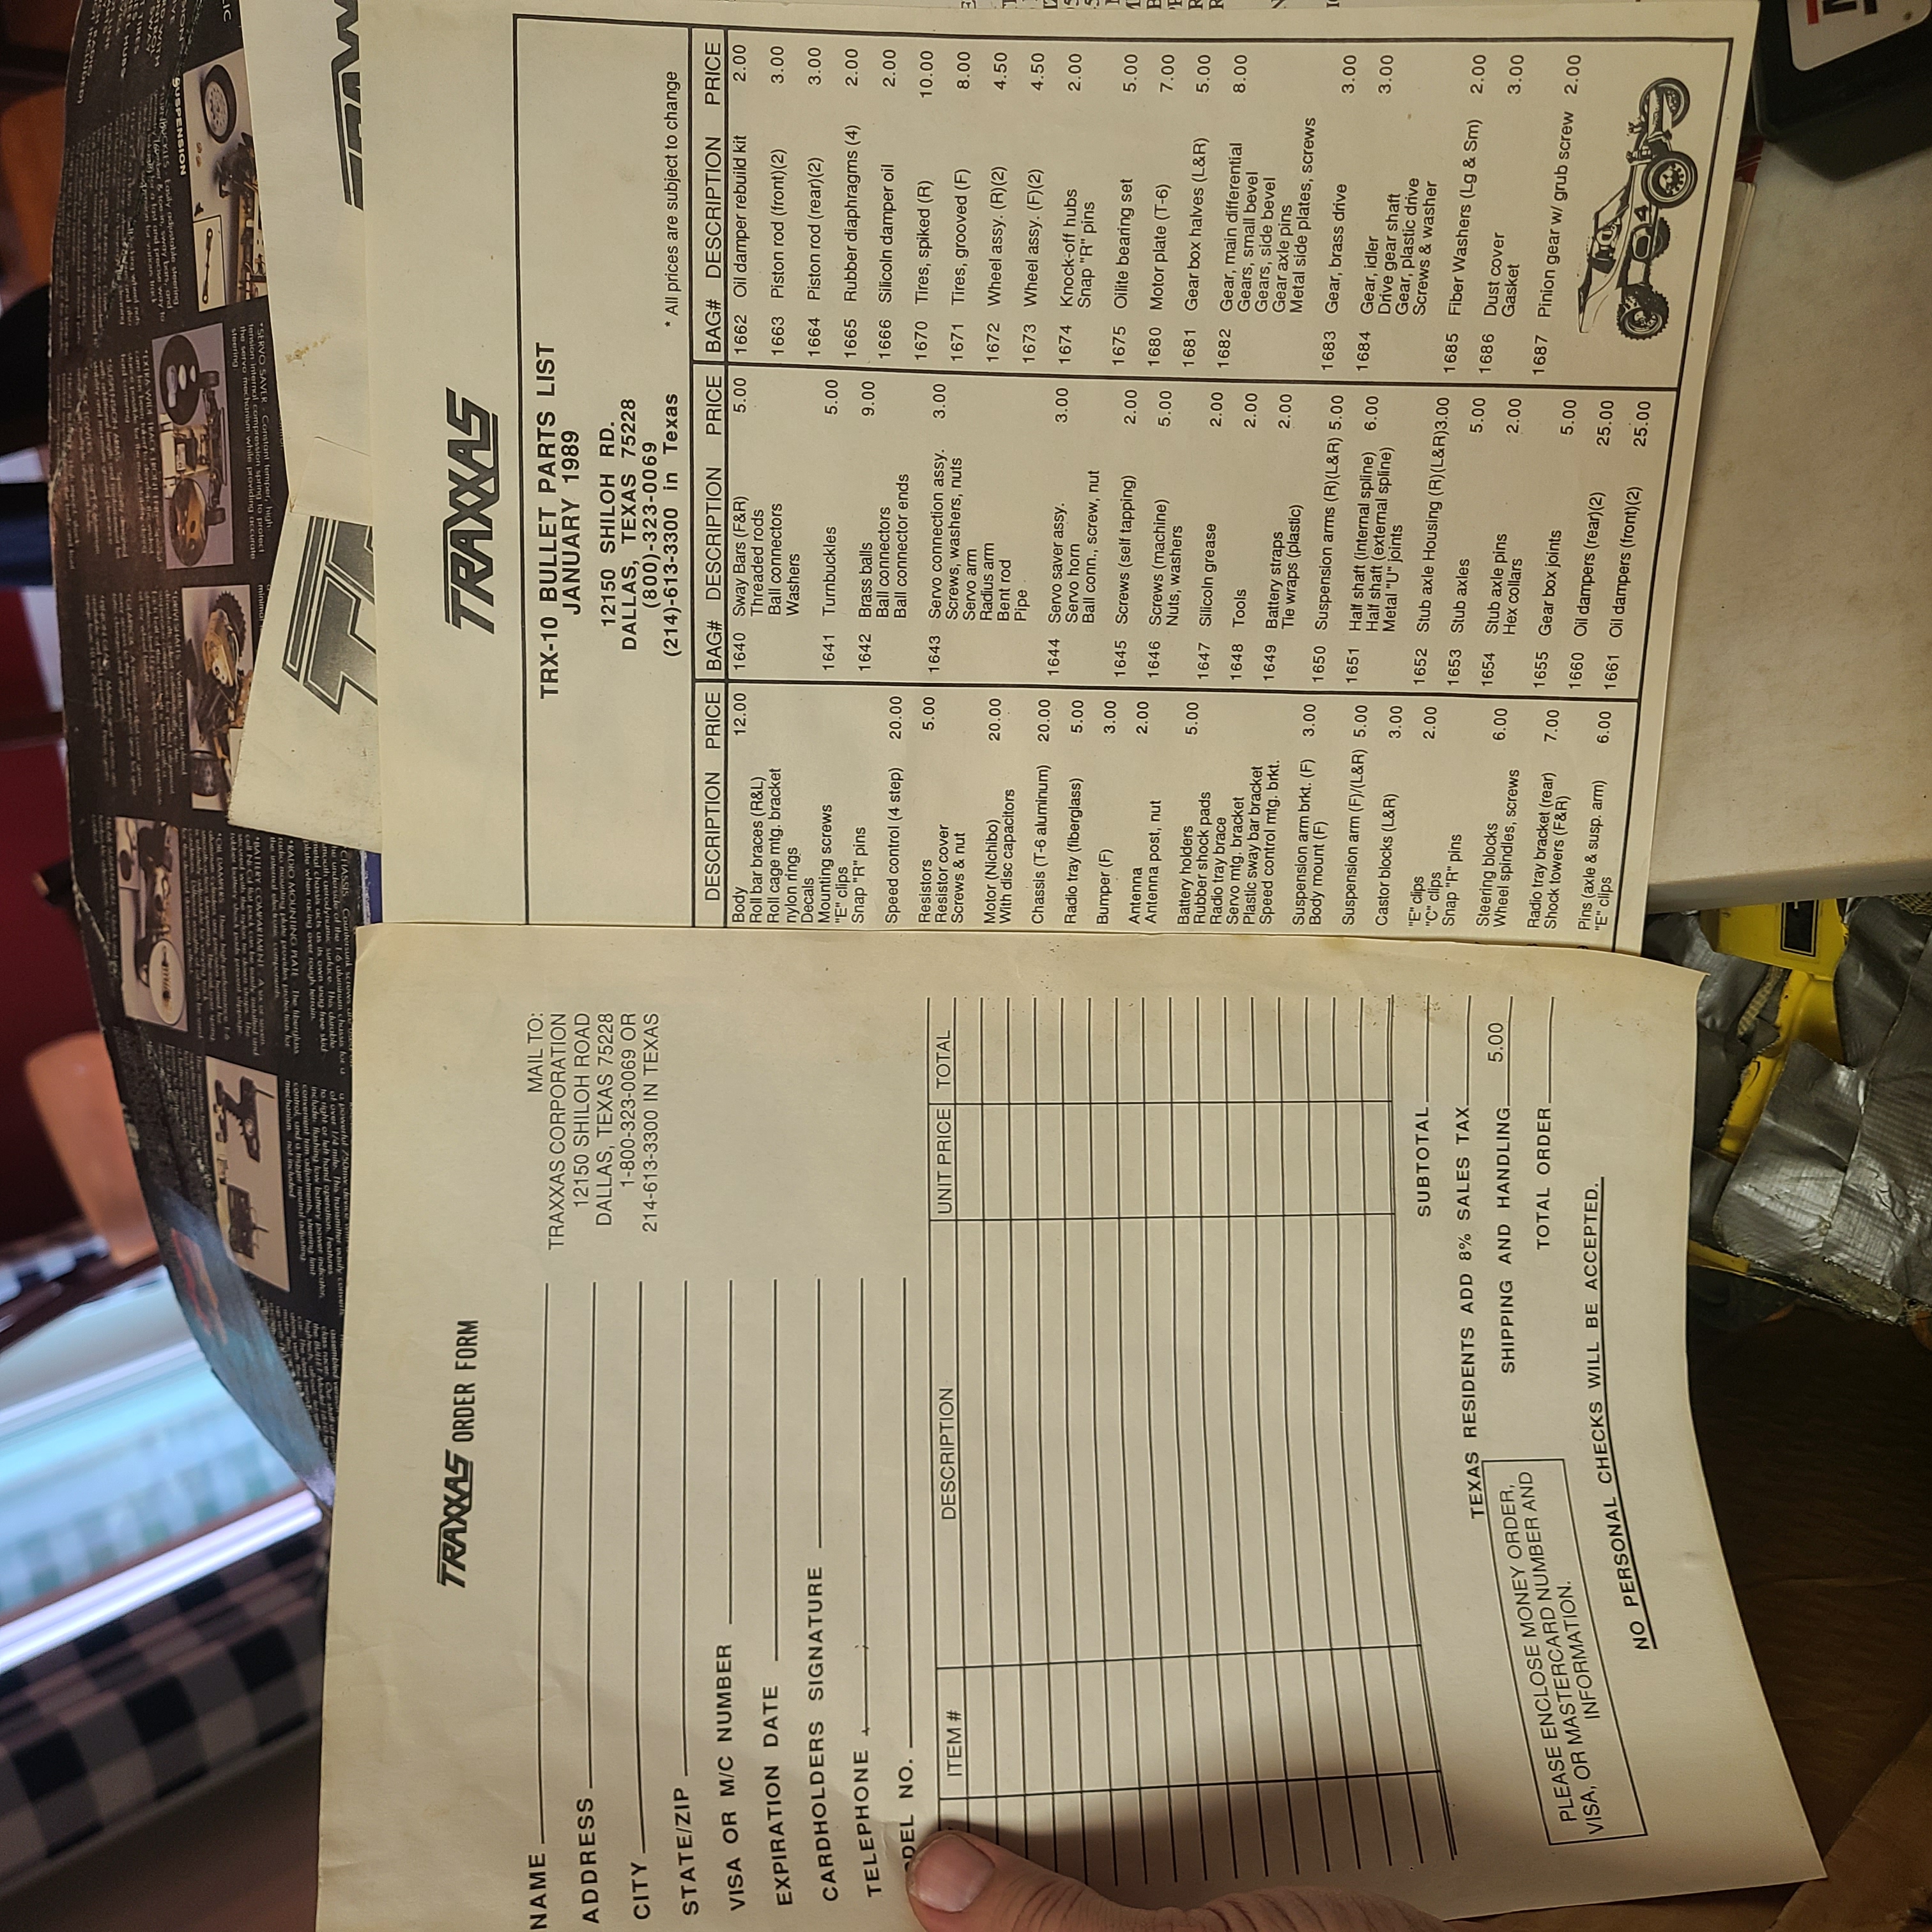 TRAXXAS
TRX-10 BULLET PARTS LIST
JANUARY 1989
12150 SHILOH RD.
DALLAS, TEXAS 75228
(800)-323-0069
(214)-613-3300 in Texas
* All prices are subject to change
DESCRIPTION PRICE
Body 12.00
Roll bar braces (R&L)
Roll cage mtg. bracket
nylon rings
Decals
Mounting screws
"E" clips
Snap "R" pins
Speed control (4 step) 20.00
Resistors 5.00
Resistor cover
Screws & nut
Motor (Nichibo) 20.00
With disc capacitors
Chassis (T-6 aluminum) 20.00
Radio tray (fiberglass) 5.00
Bumper (F) 3.00
Antenna 2.00
Antenna post, nut
Battery holders 5.00
Rubber shock pads
Radio tray brace
Servo mtg. bracket
Plastic sway bar bracket
Speed control mtg. brkt.
Suspension arm brkt. (F) 3.00
Body mount (F)
Suspension arm (F)/(L&R) 5.00
Castor blocks (L&R) 3.00
"E" clips 2.00
"C" clips
Snap "R" pins
Steering blocks 6.00
Wheel spindles, screws
Radio tray bracket (rear) 7.00
Shock towers (F&R)
Pins (axle & susp. arm) 6.00
"E" clips
BAG# DESCRIPTION PRICE
1640 Sway Bars (F&R) 5.00
Threaded rods
Ball connectors
Washers
1641 Turnbuckles 5.00
1642 Brass balls 9.00
Ball connectors
Ball connector ends
1643 Servo connection assy. 3.00
Screws, washers, nuts
Servo arm
Radius arm
Bent rod
Pipe
1644 Servo saver assy. 3.00
Servo horn
Ball conn., screw, nut
1645 Screws (self tapping) 2.00
1646 Screws (machine) 5.00
Nuts, washers
1647 Silicoln grease 2.00
1648 Tools 2.00
1649 Battery straps 2.00
Tie wraps (plastic)
1650 Suspension arms (R)(L&R) 5.00
1651 Half shaft (internal spline) 6.00
Half shaft (external spline)
Metal "U" joints
1652 Stub axle Housing (R)(L&R)3.00
1653 Stub axles 5.00
1654 Stub axle pins 2.00
Hex collars
1655 Gear box joints 5.00
1660 Oil dampers (rear)(2) 25.00
1661 Oil dampers (front)(2) 25.00
BAG# DESCRIPTION PRICE
1662 Oil damper rebuild kit 2.00
1663 Piston rod (front)(2) 3.00
1664 Piston rod (rear)(2) 3.00
1665 Rubber diaphragms (4) 2.00
1666 Silicoln damper oil 2.00
1670 Tires, spiked (R) 10.00
1671 Tires, grooved (F) 8.00
1672 Wheel assy. (R)(2) 4.50
1673 Wheel assy. (F)(2) 4.50
1674 Knock-off hubs 2.00
Snap "R" pins
1675 Oilite bearing set 5.00
1680 Motor plate (T-6) 7.00
1681 Gear box halves (L&R) 5.00
1682 Gear, main differential 8.00
Gears, small bevel
Gears, side bevel
Gear axle pins
Metal side plates, screws
1683 Gear, brass drive 3.00
1684 Gear, idler 3.00
Drive gear shaft
Gear, plastic drive
Screws & washer
1685 Fiber Washers (Lg & Sm) 2.00
1686 Dust cover 3.00
Gasket
1687 Pinion gear w/ grub screw 2.00
TRAXXAS ORDER FORM
MAIL TO:
TRAXXAS CORPORATION
12150 SHILOH ROAD
DALLAS, TEXAS 75228
1-800-323-0069 OR
214-613-3300 IN TEXAS
NAME
ADDRESS
CITY
STATE/ZIP
VISA OR M/C NUMBER
EXPIRATION DATE
CARDHOLDERS SIGNATURE
TELEPHONE
NO.
ITEM # DESCRIPTION UNIT PRICE TOTAL
SUBTOTAL
TEXAS RESIDENTS ADD 8% SALES TAX
SHIPPING AND HANDLING 5.00
TOTAL ORDER
PLEASE ENCLOSE MONEY ORDER,
VISA, OR MASTERCARD NUMBER AND
INFORMATION.
NO PERSONAL CHECKS WILL BE ACCEPTED.
SUSPENSION